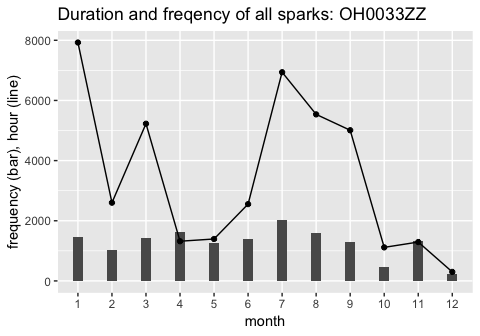 Duration and freqency of all sparks: OH0033ZZ
frequency (bar), hour (line)
8000
6000
4000
2000
0
1 2 3 4 5 6 7 8 9 10 11 12
month